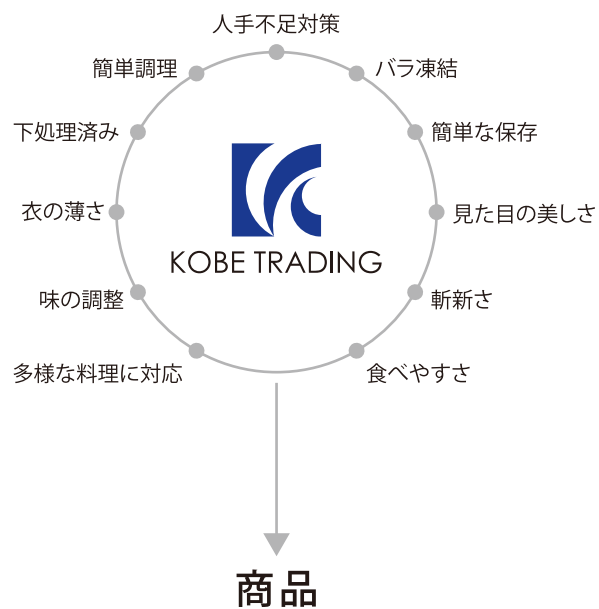 人手不足対策
簡単調理
バラ凍結
下処理済み
簡単な保存
衣の薄さ
見た目の美しさ
KOBE TRADING
味の調整
斬新さ
多様な料理に対応
食べやすさ
商品